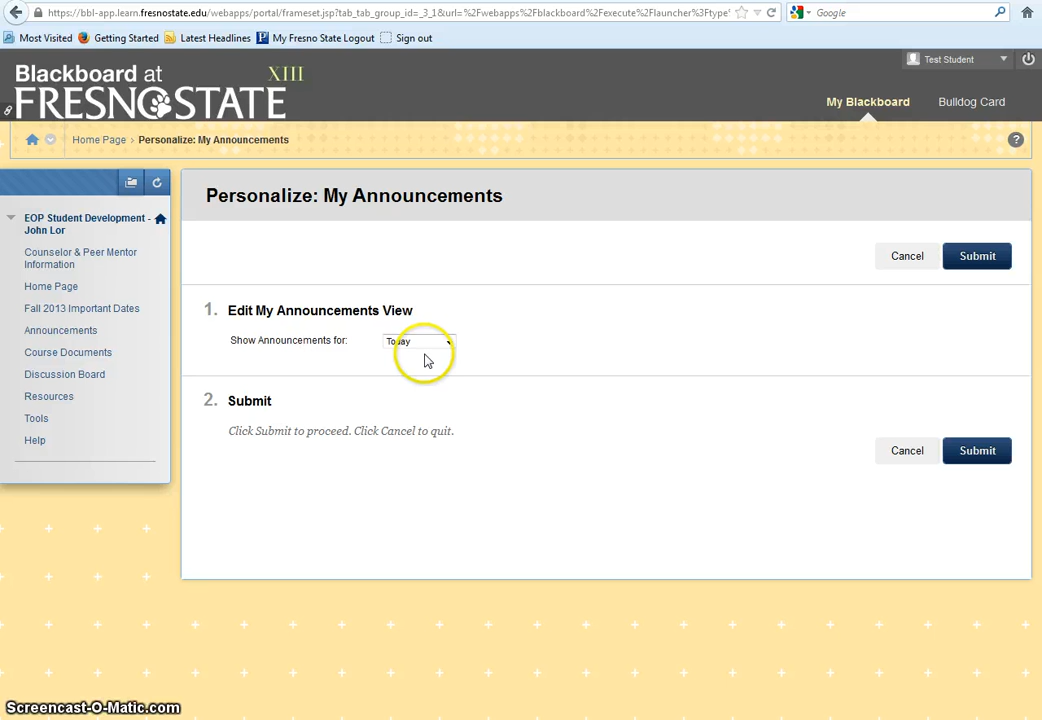 https://bbl-app.learn.fresnostate.edu/webapps/portal/frameset.jsp?tab_tab_group_id=_3_1&url=%2Fwebapps%2Fblackboard%2Fexecute%2Flauncher%3Ftype'
Google
Most Visited Getting Started Latest Headlines My Fresno State Logout Sign out
Test Student
Blackboard at XIII
FRESNO STATE
My Blackboard Bulldog Card
Home Page > Personalize: My Announcements ?
Personalize: My Announcements
EOP Student Development -
John Lor
Counselor & Peer Mentor
Information
Home Page
Fall 2013 Important Dates
Announcements
Course Documents
Discussion Board
Resources
Tools
Help
Cancel Submit
1. Edit My Announcements View
Show Announcements for: Today
2. Submit
Click Submit to proceed. Click Cancel to quit.
Cancel Submit
Screencast-O-Matic.com